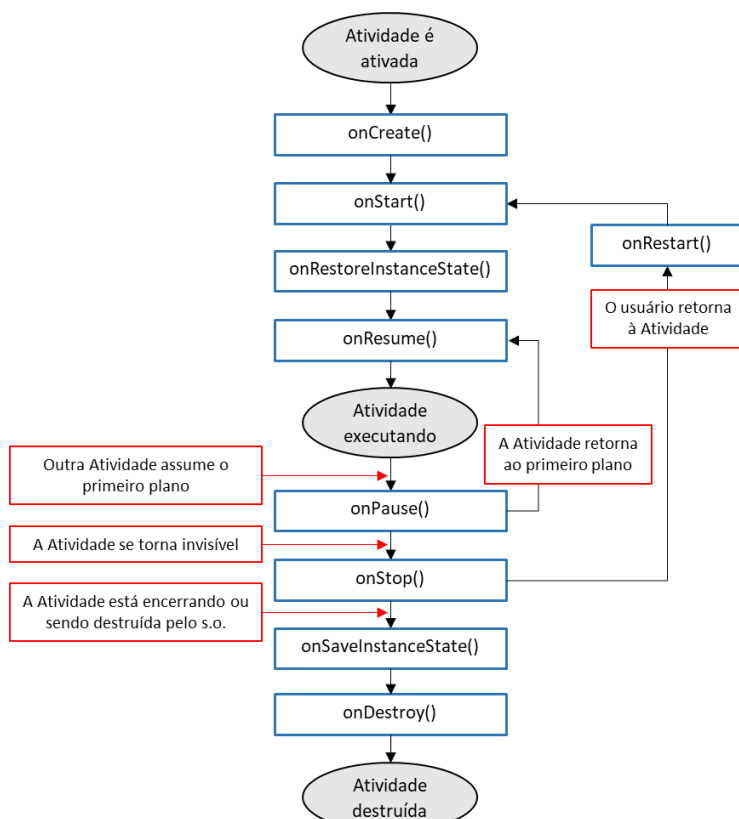 Atividade é
ativada
onCreate()
onStart()
onRestart()
onRestoreInstanceState()
O usuário retorna
à Atividade
onResume()
Atividade
executando
A Atividade retorna
ao primeiro plano
Outra Atividade assume o
primeiro plano
onPause()
A Atividade se torna invisível
onStop()
A Atividade está encerrando ou
sendo destruída pelo s.o.
onSaveInstanceState()
onDestroy()
Atividade
destruída